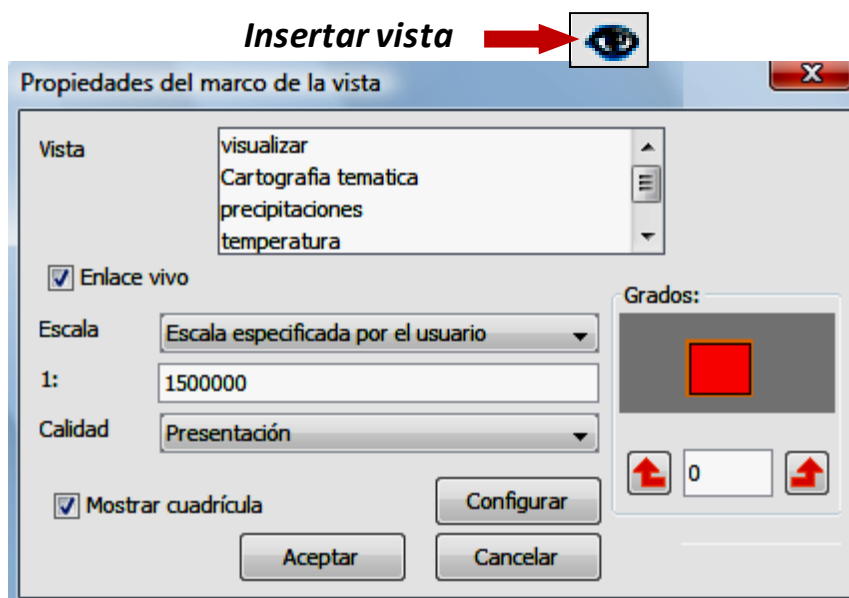 Insertar vista
Propiedades del marco de la vista
Vista
visualizar
Cartografia tematica
precipitaciones
temperatura
Enlace vivo
Grados:
Escala
Escala especificada por el usuario
1:
1500000
Calidad
Presentación
0
Mostrar cuadrícula
Configurar
Aceptar
Cancelar